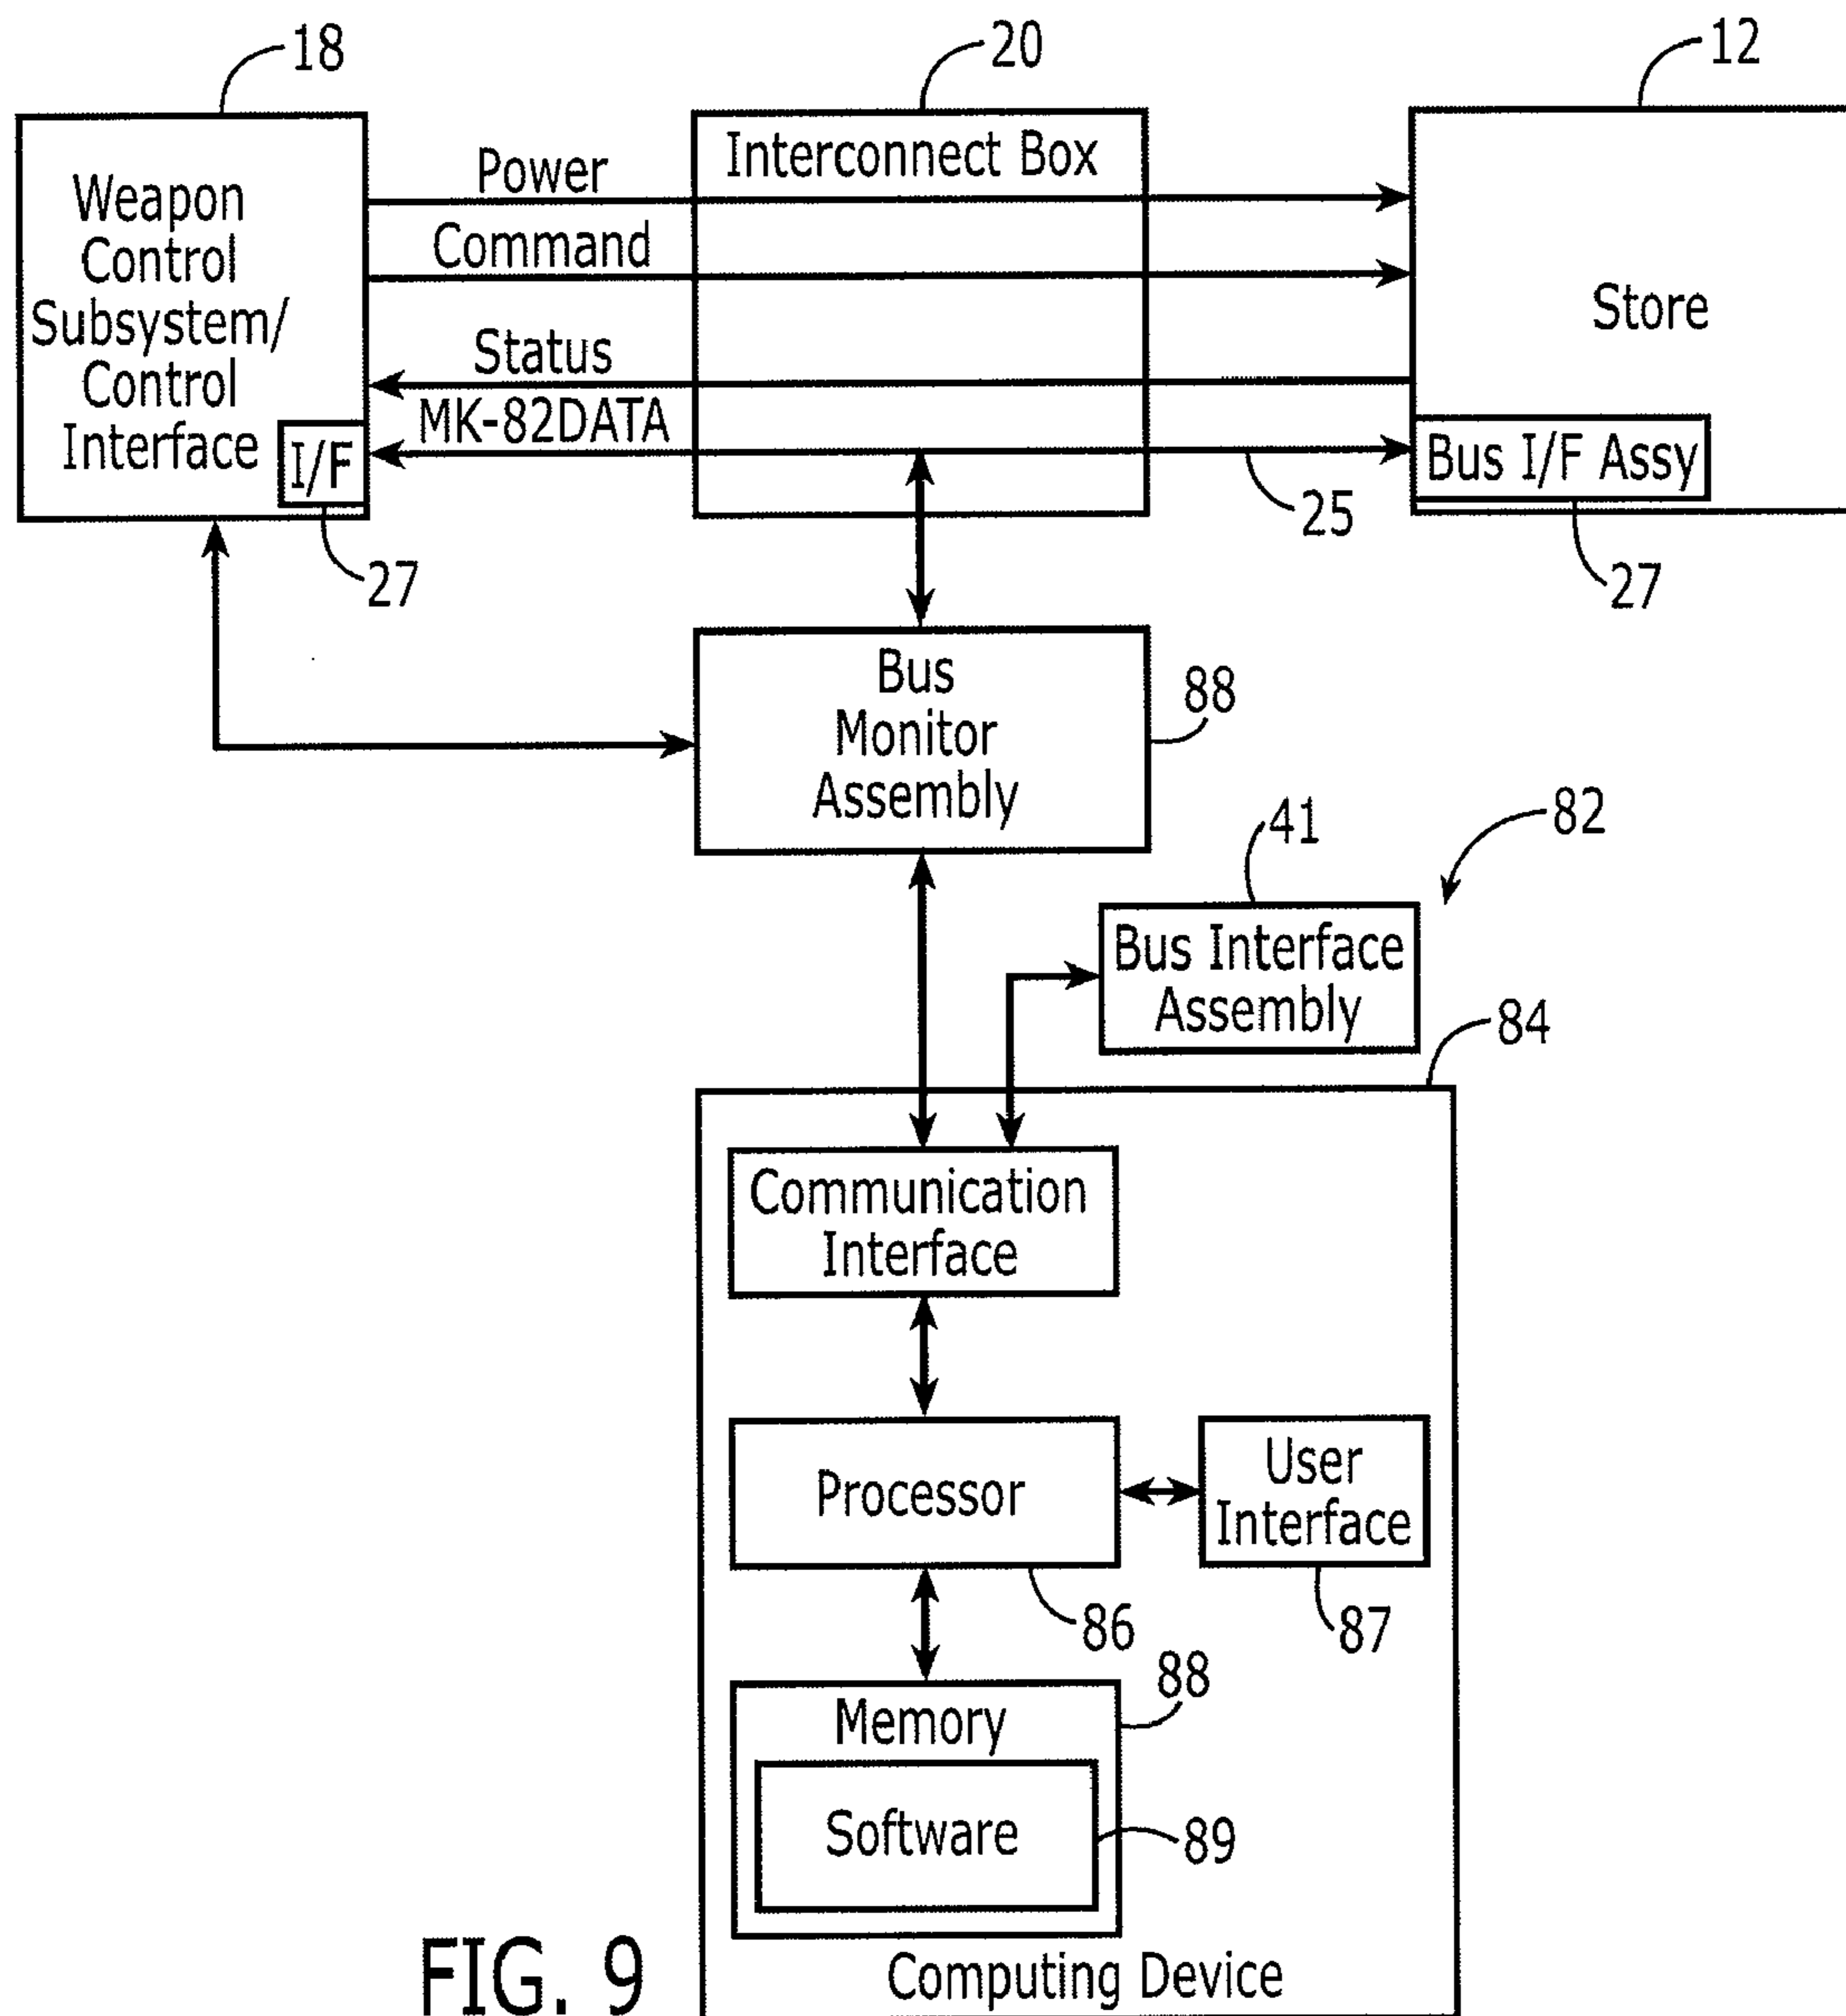 18
20
12
Weapon
Control
Subsystem/
Control
Interface
I/F
27
Power
Command
Status
MK-82DATA
Interconnect Box
Store
Bus I/F Assy
25
27
Bus
Monitor
Assembly
88
41
82
Bus Interface
Assembly
84
Communication
Interface
Processor
User
Interface
86
87
Memory
88
Software
89
Computing Device
FIG. 9